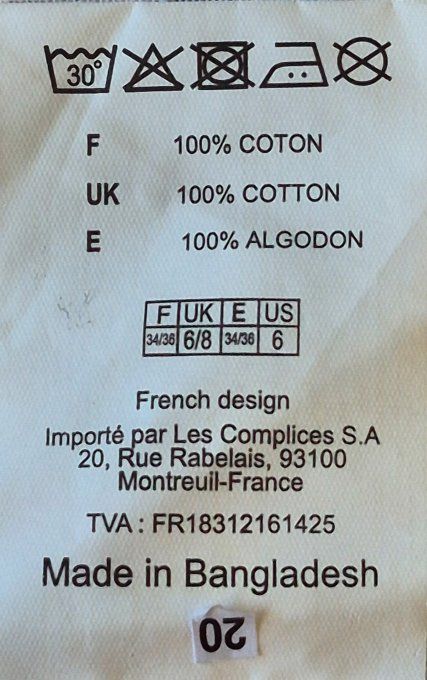 30°
F 100% COTON
UK 100% COTTON
E 100% ALGODON
F UK E US
34/36 6/8 34/36 6
French design
Importé par Les Complices S.A
20, Rue Rabelais, 93100
Montreuil-France
TVA : FR18312161425
Made in Bangladesh
20